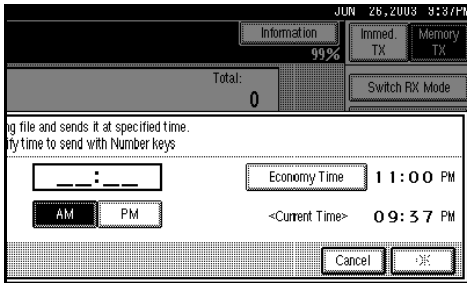 JUN 26,2003 9:37PM
Information
Immed. TX
Memory TX
99%
Total:
0
Switch RX Mode
ng file and sends it at specified time.
ify time to send with Number keys
__:__
Economy Time
11:00 PM
AM
PM
<Current Time>
09:37 PM
Cancel
OK